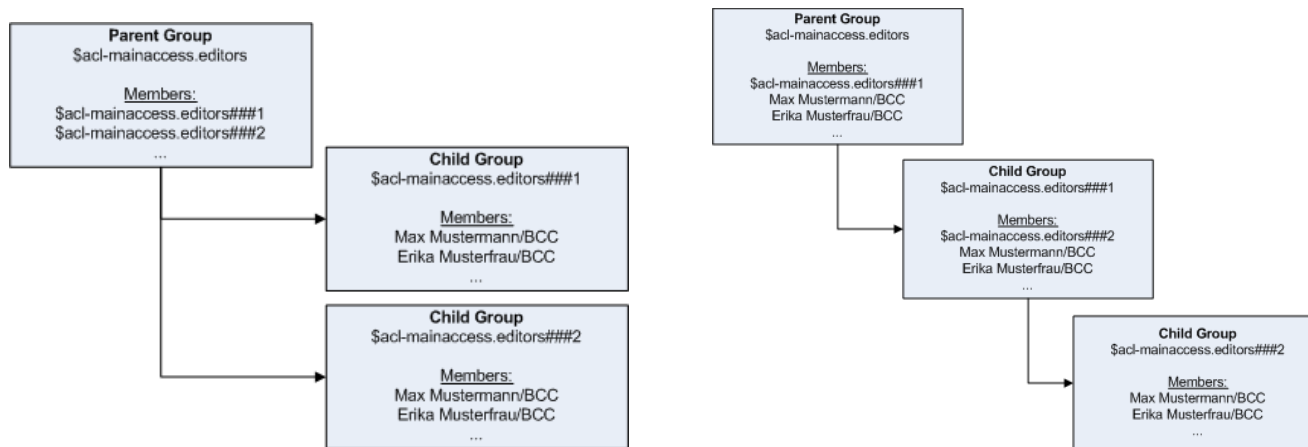 Parent Group
$acl-mainaccess.editors
Members:
$acl-mainaccess.editors###1
$acl-mainaccess.editors###2
...
Child Group
$acl-mainaccess.editors###1
Members:
Max Mustermann/BCC
Erika Musterfrau/BCC
...
Child Group
$acl-mainaccess.editors###2
Members:
Max Mustermann/BCC
Erika Musterfrau/BCC
...
Parent Group
$acl-mainaccess.editors
Members:
$acl-mainaccess.editors###1
Max Mustermann/BCC
Erika Musterfrau/BCC
...
Child Group
$acl-mainaccess.editors###1
Members:
$acl-mainaccess.editors###2
Max Mustermann/BCC
Erika Musterfrau/BCC
...
Child Group
$acl-mainaccess.editors###2
Members:
Max Mustermann/BCC
Erika Musterfrau/BCC
...